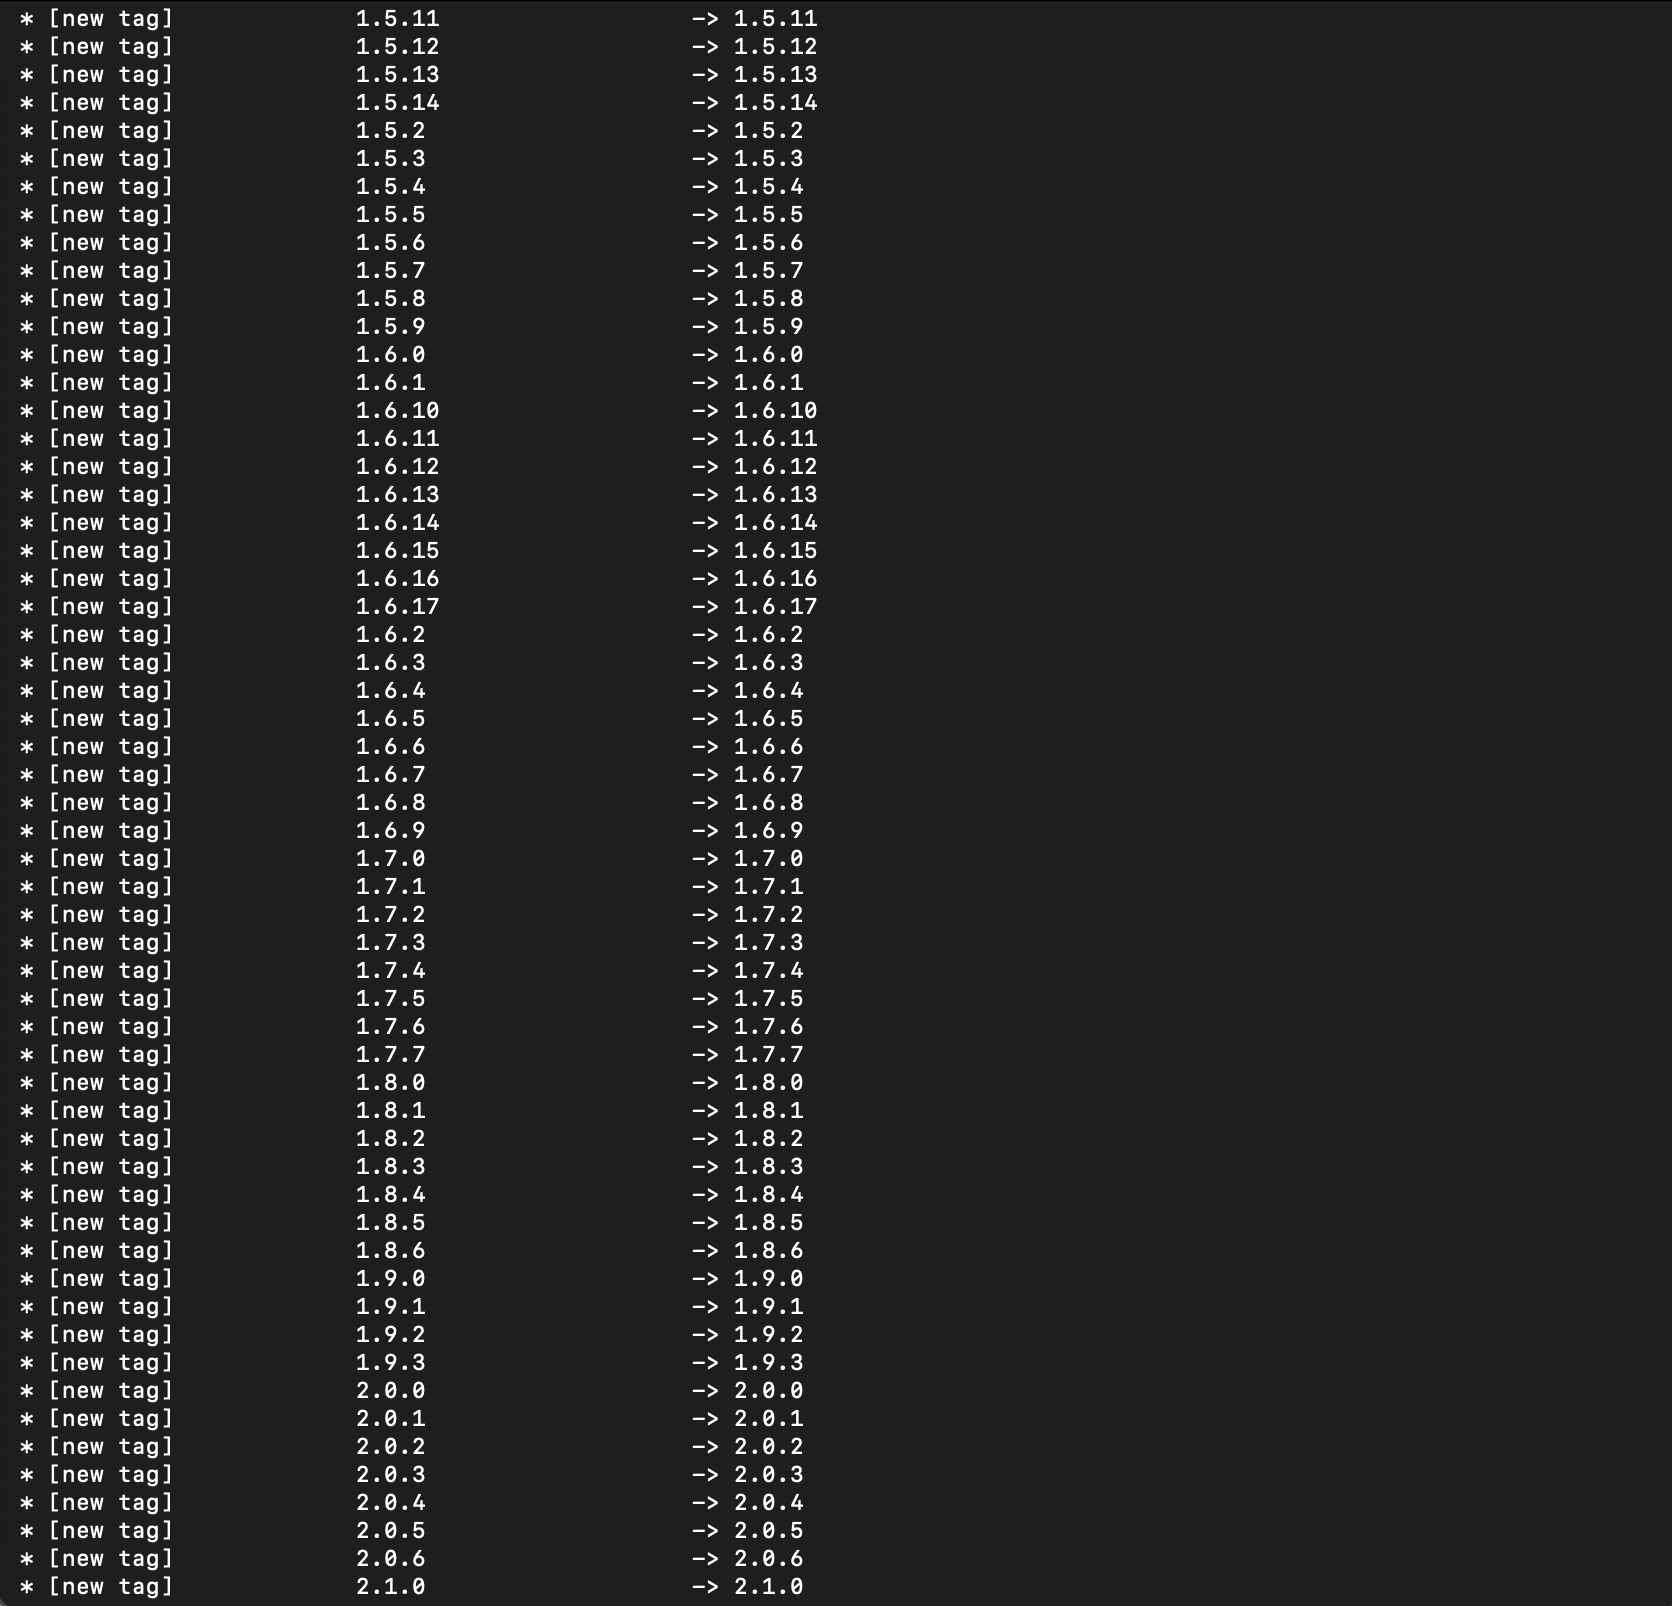 * [new tag]             1.5.11                  -> 1.5.11
* [new tag]             1.5.12                  -> 1.5.12
* [new tag]             1.5.13                  -> 1.5.13
* [new tag]             1.5.14                  -> 1.5.14
* [new tag]             1.5.2                   -> 1.5.2
* [new tag]             1.5.3                   -> 1.5.3
* [new tag]             1.5.4                   -> 1.5.4
* [new tag]             1.5.5                   -> 1.5.5
* [new tag]             1.5.6                   -> 1.5.6
* [new tag]             1.5.7                   -> 1.5.7
* [new tag]             1.5.8                   -> 1.5.8
* [new tag]             1.5.9                   -> 1.5.9
* [new tag]             1.6.0                   -> 1.6.0
* [new tag]             1.6.1                   -> 1.6.1
* [new tag]             1.6.10                  -> 1.6.10
* [new tag]             1.6.11                  -> 1.6.11
* [new tag]             1.6.12                  -> 1.6.12
* [new tag]             1.6.13                  -> 1.6.13
* [new tag]             1.6.14                  -> 1.6.14
* [new tag]             1.6.15                  -> 1.6.15
* [new tag]             1.6.16                  -> 1.6.16
* [new tag]             1.6.17                  -> 1.6.17
* [new tag]             1.6.2                   -> 1.6.2
* [new tag]             1.6.3                   -> 1.6.3
* [new tag]             1.6.4                   -> 1.6.4
* [new tag]             1.6.5                   -> 1.6.5
* [new tag]             1.6.6                   -> 1.6.6
* [new tag]             1.6.7                   -> 1.6.7
* [new tag]             1.6.8                   -> 1.6.8
* [new tag]             1.6.9                   -> 1.6.9
* [new tag]             1.7.0                   -> 1.7.0
* [new tag]             1.7.1                   -> 1.7.1
* [new tag]             1.7.2                   -> 1.7.2
* [new tag]             1.7.3                   -> 1.7.3
* [new tag]             1.7.4                   -> 1.7.4
* [new tag]             1.7.5                   -> 1.7.5
* [new tag]             1.7.6                   -> 1.7.6
* [new tag]             1.7.7                   -> 1.7.7
* [new tag]             1.8.0                   -> 1.8.0
* [new tag]             1.8.1                   -> 1.8.1
* [new tag]             1.8.2                   -> 1.8.2
* [new tag]             1.8.3                   -> 1.8.3
* [new tag]             1.8.4                   -> 1.8.4
* [new tag]             1.8.5                   -> 1.8.5
* [new tag]             1.8.6                   -> 1.8.6
* [new tag]             1.9.0                   -> 1.9.0
* [new tag]             1.9.1                   -> 1.9.1
* [new tag]             1.9.2                   -> 1.9.2
* [new tag]             1.9.3                   -> 1.9.3
* [new tag]             2.0.0                   -> 2.0.0
* [new tag]             2.0.1                   -> 2.0.1
* [new tag]             2.0.2                   -> 2.0.2
* [new tag]             2.0.3                   -> 2.0.3
* [new tag]             2.0.4                   -> 2.0.4
* [new tag]             2.0.5                   -> 2.0.5
* [new tag]             2.0.6                   -> 2.0.6
* [new tag]             2.1.0                   -> 2.1.0